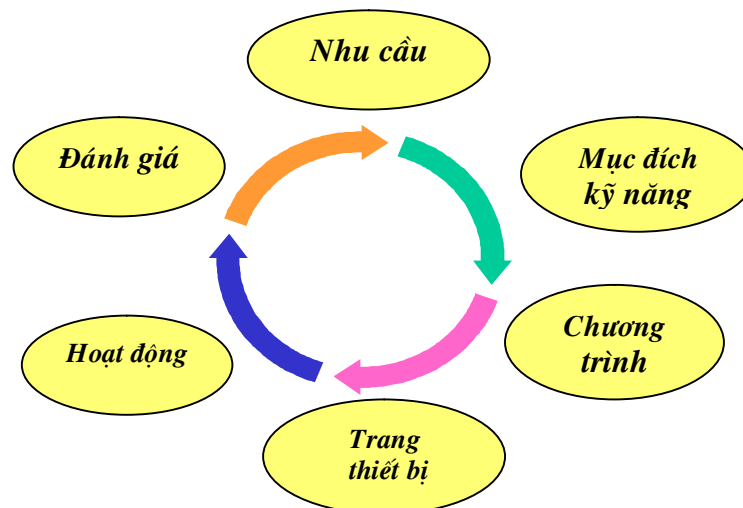 Nhu cầu
Mục đích
kỹ năng
Chương
trình
Trang
thiết bị
Hoạt động
Đánh giá